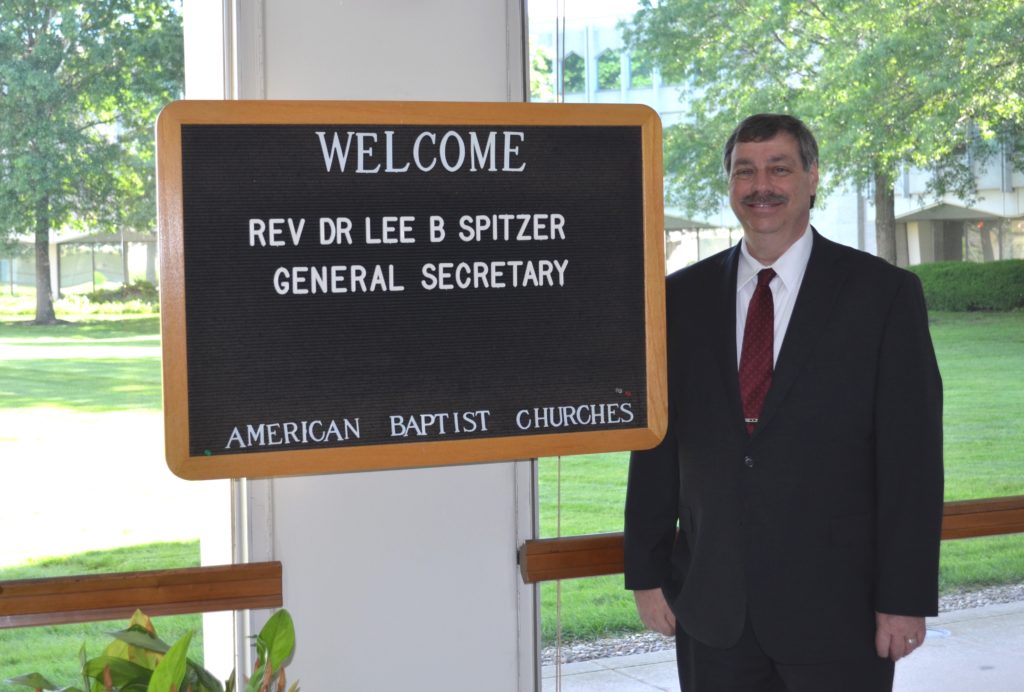 WELCOME
REV DR LEE B SPITZER
GENERAL SECRETARY
AMERICAN BAPTIST CHURCHES